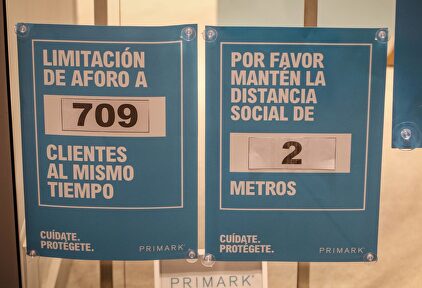 LIMITACIÓN
DE AFORO A
709
CLIENTES
AL MISMO
TIEMPO
CUÍDATE.
PROTÉGETE.
PRIMARK
POR FAVOR
MANTÉN LA
DISTANCIA
SOCIAL DE
2
METROS
CUÍDATE.
PROTÉGETE.
PRIMARK
PRIMARK